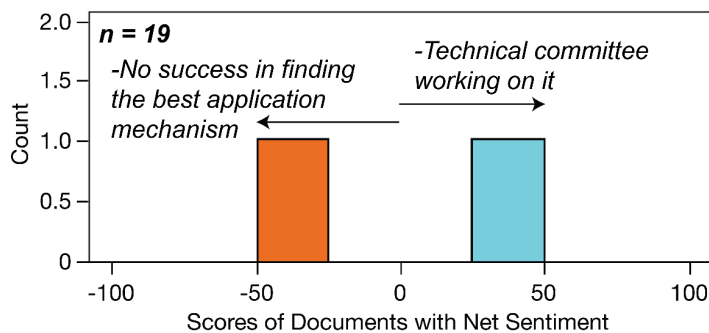 2.0
n = 19
-No success in finding
the best application
mechanism
-Technical committee
working on it
1.5
1.0
0.5
0
Count
-100
-50
0
50
100
Scores of Documents with Net Sentiment